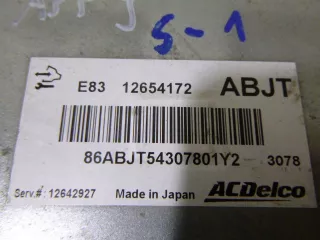 S-1
E83 12654172 ABJT
86ABJT54307801Y2 3078
Serv.#: 12642927 Made in Japan ACDelco